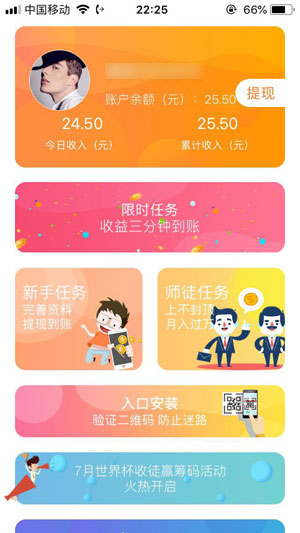 中国移动
22:25
66%
账户余额（元）：25.50
提现
24.50
25.50
今日收入（元）
累计收入（元）
限时任务
收益三分钟到账
新手任务
完善资料
提现到账
师徒任务
上不封顶
月入过万
入口安装
验证二维码 防止迷路
7月世界杯收徒赢筹码活动
火热开启